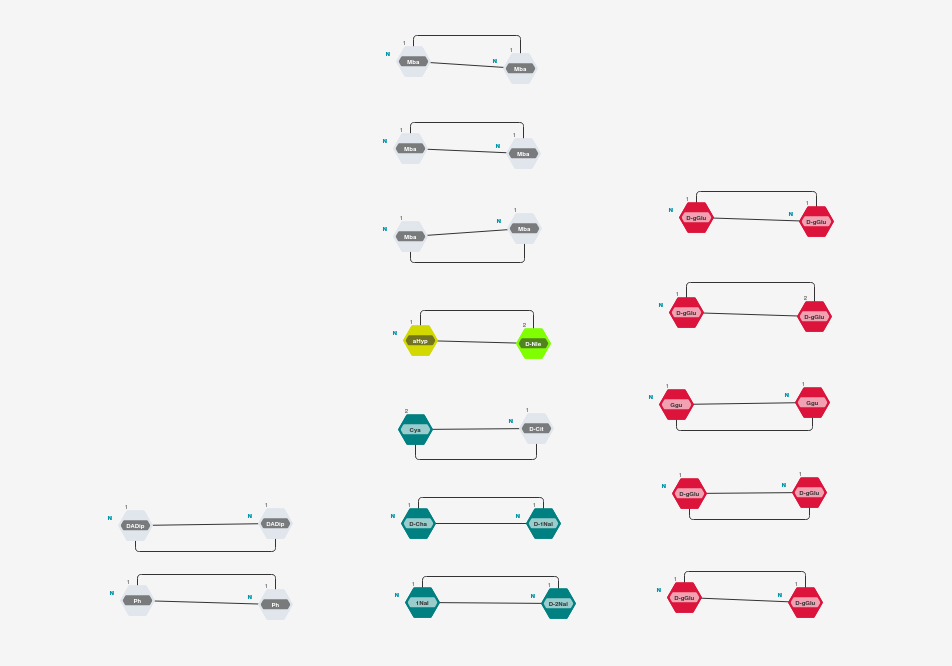 1
N Mba
1
N Mba
1
N Mba
1
N Mba
1
N Mba
1
N Mba
1
N aHyp
2
D-Nle
2
Cya
1
N D-Cit
1
N D-Cha
1
N D-1Nal
1
N 1Nal
1
N D-2Nal
1
N DADip
1
N DADip
1
N Ph
1
N Ph
1
N D-gGlu
1
N D-gGlu
1
N D-gGlu
2
D-gGlu
1
N Ggu
1
N Ggu
1
N D-gGlu
1
N D-gGlu
1
N D-gGlu
1
N D-gGlu